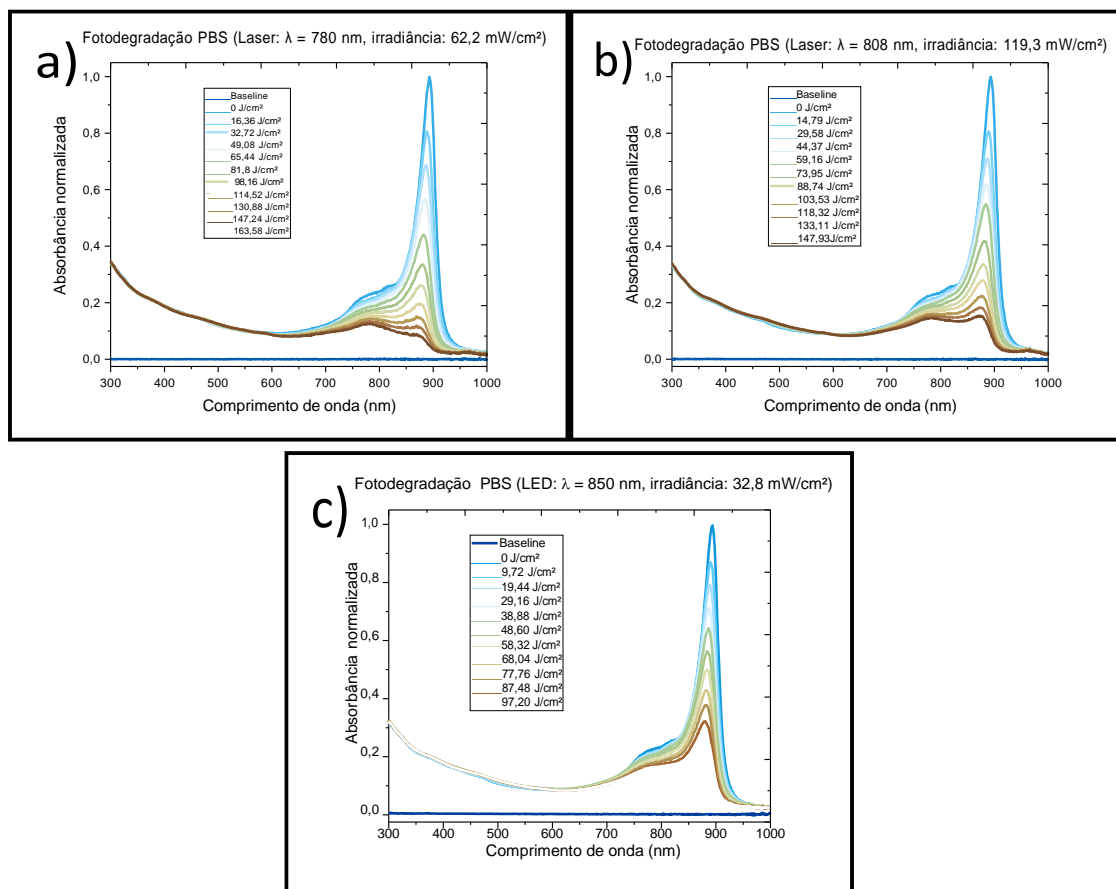 a)
Fotodegradação PBS (Laser: λ = 780 nm, irradiância: 62,2 mW/cm²)
Absorbância normalizada
1,0
0,8
0,6
0,4
0,2
0,0
Baseline
0 J/cm²
16,36 J/cm²
32,72 J/cm²
49,08 J/cm²
65,44 J/cm²
81,8 J/cm²
98,16 J/cm²
114,52 J/cm²
130,88 J/cm²
147,24 J/cm²
163,58 J/cm²
300 400 500 600 700 800 900 1000
Comprimento de onda (nm)
b)
Fotodegradação PBS (Laser: λ = 808 nm, irradiância: 119,3 mW/cm²)
Absorbância normalizada
1,0
0,8
0,6
0,4
0,2
0,0
Baseline
0 J/cm²
14,79 J/cm²
29,58 J/cm²
44,37 J/cm²
59,16 J/cm²
73,95 J/cm²
88,74 J/cm²
103,53 J/cm²
118,32 J/cm²
133,11 J/cm²
147,93J/cm²
300 400 500 600 700 800 900 1000
Comprimento de onda (nm)
c)
Fotodegradação PBS (LED: λ = 850 nm, irradiância: 32,8 mW/cm²)
Absorbância normalizada
1,0
0,8
0,6
0,4
0,2
0,0
Baseline
0 J/cm²
9,72 J/cm²
19,44 J/cm²
29,16 J/cm²
38,88 J/cm²
48,60 J/cm²
58,32 J/cm²
68,04 J/cm²
77,76 J/cm²
87,48 J/cm²
97,20 J/cm²
300 400 500 600 700 800 900 1000
Comprimento de onda (nm)